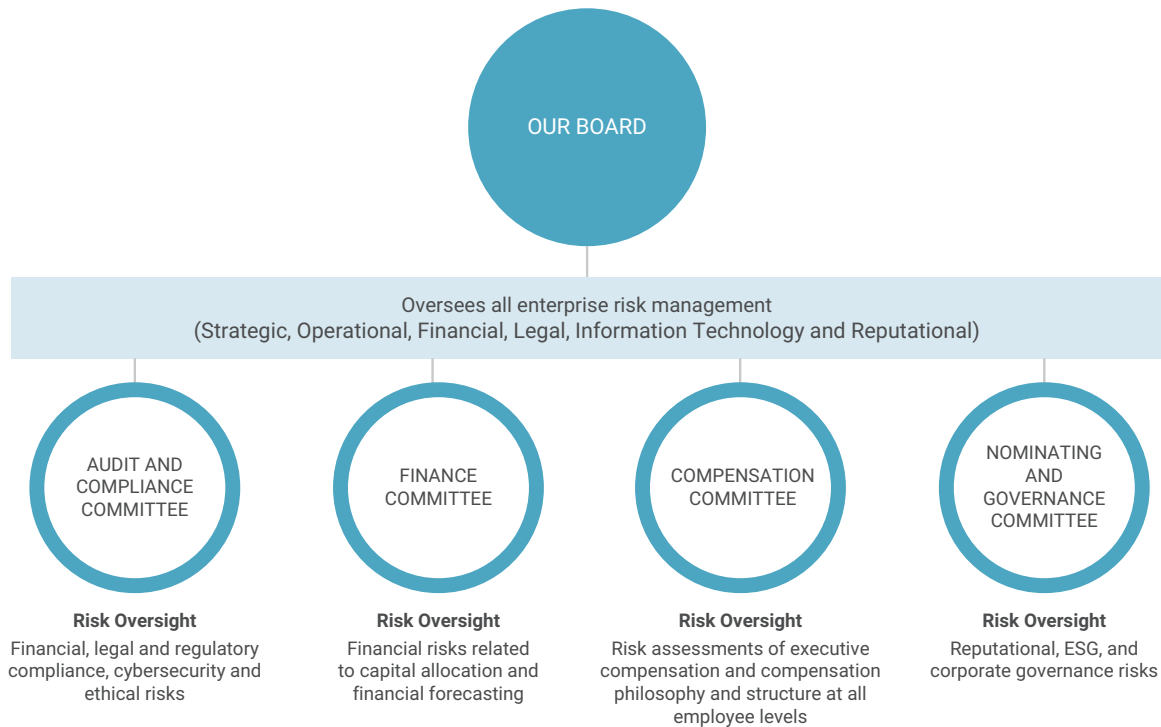 OUR BOARD
Oversees all enterprise risk management
(Strategic, Operational, Financial, Legal, Information Technology and Reputational)
AUDIT AND
COMPLIANCE
COMMITTEE
Risk Oversight
Financial, legal and regulatory
compliance, cybersecurity and
ethical risks
FINANCE
COMMITTEE
Risk Oversight
Financial risks related
to capital allocation and
financial forecasting
COMPENSATION
COMMITTEE
Risk Oversight
Risk assessments of executive
compensation and compensation
philosophy and structure at all
employee levels
NOMINATING
AND
GOVERNANCE
COMMITTEE
Risk Oversight
Reputational, ESG, and
corporate governance risks